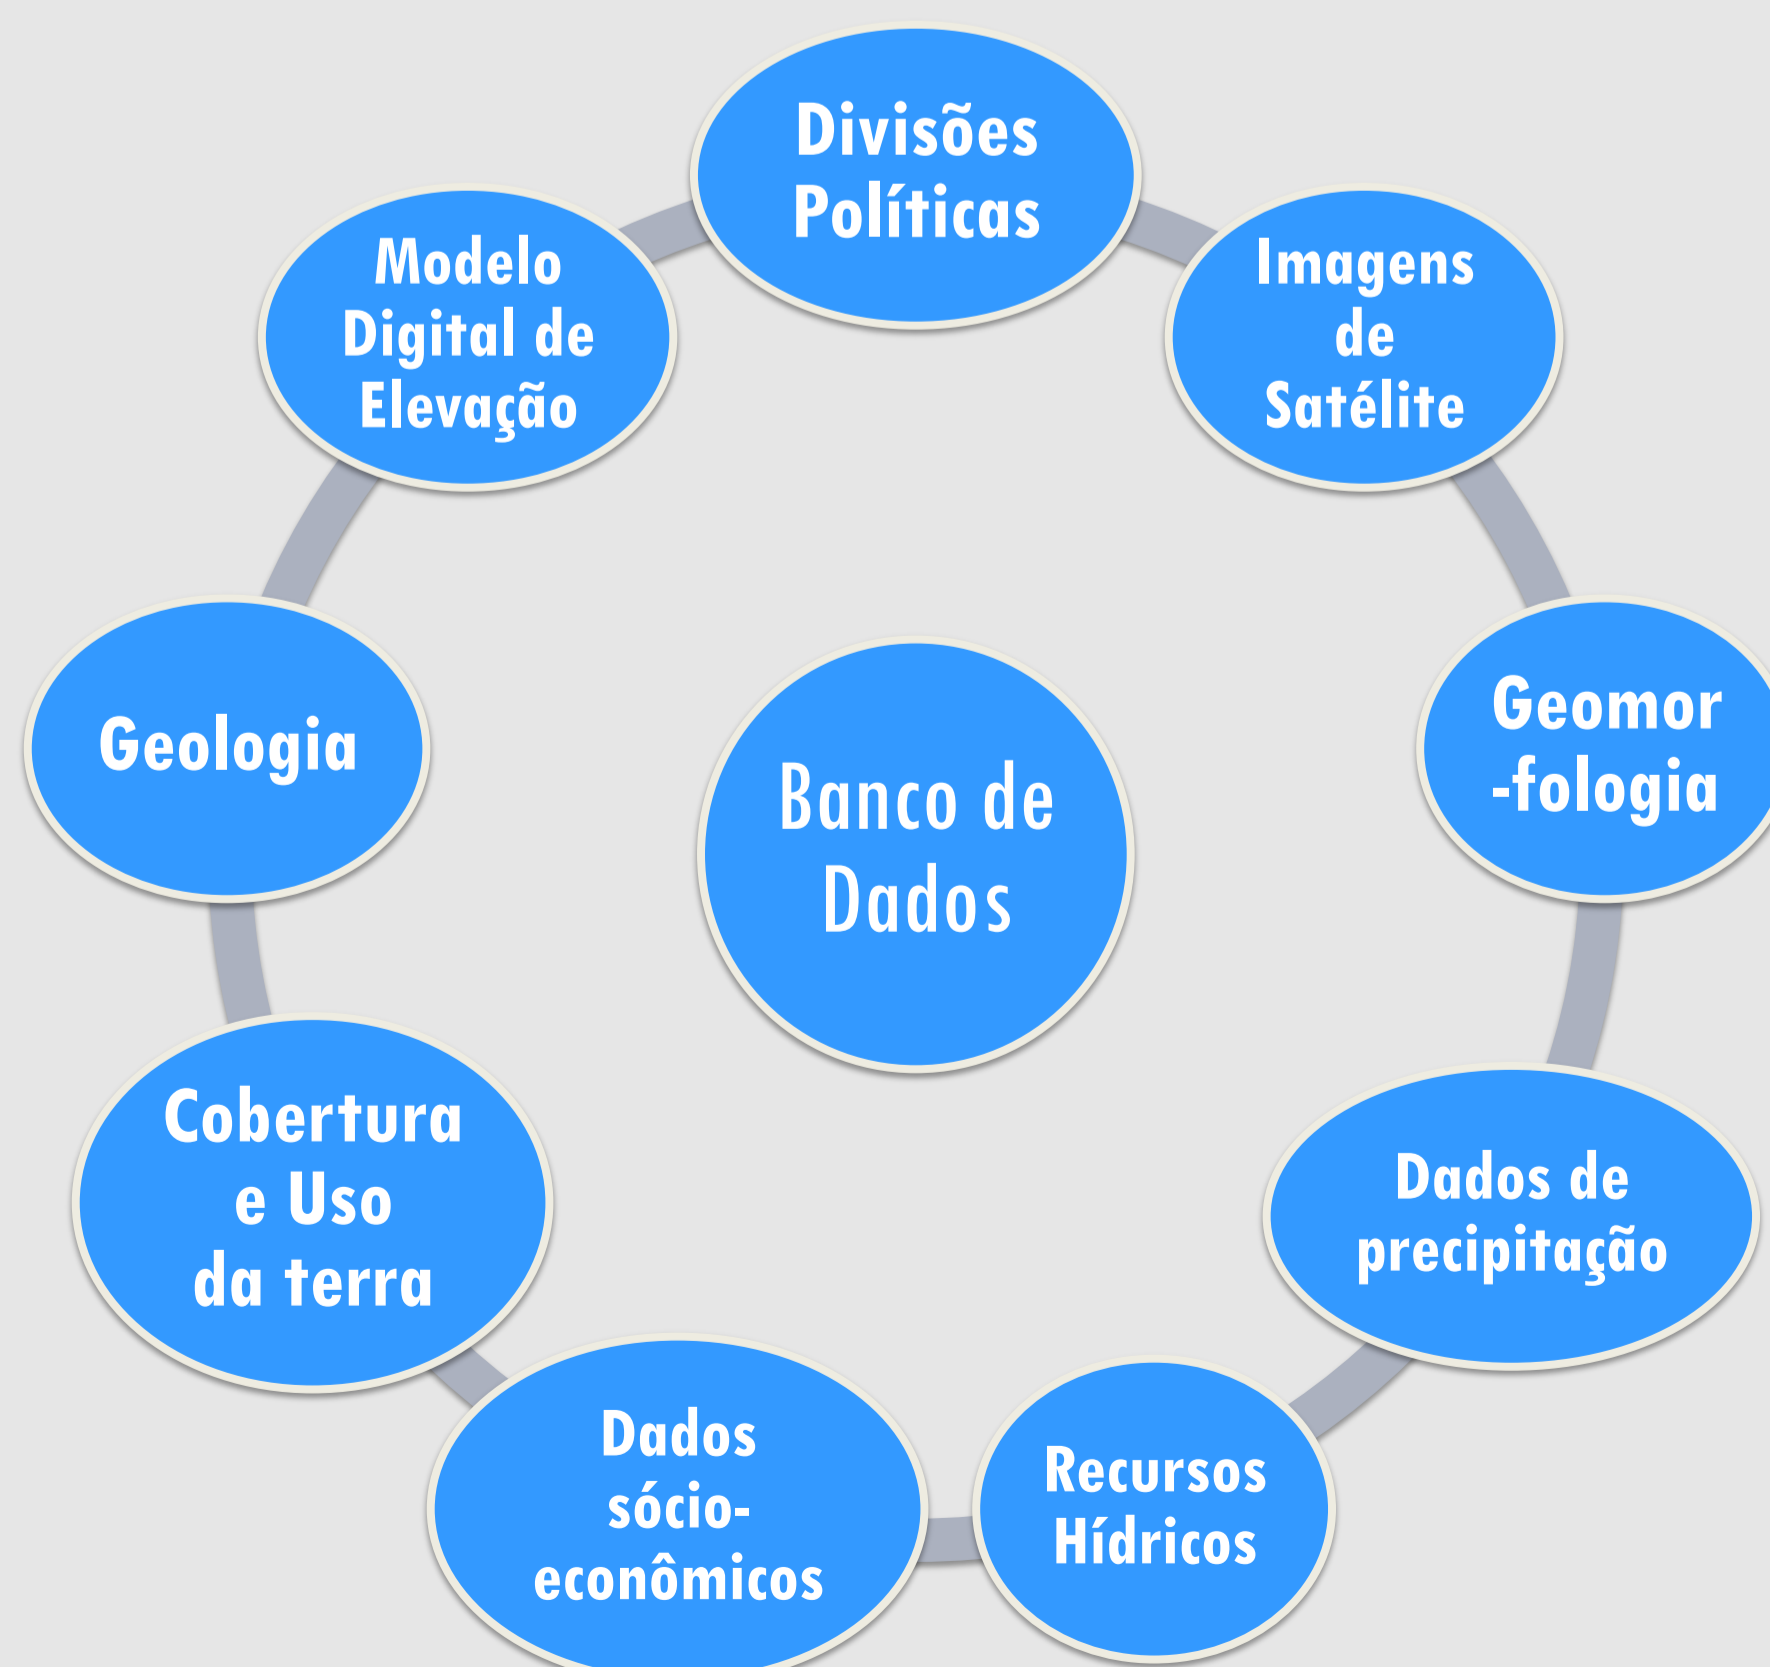 Divisões
Políticas
Imagens
de
Satélite
Geomor
-fologia
Dados de
precipitação
Recursos
Hídricos
Dados
sócio-
econômicos
Cobertura
e Uso
da terra
Geologia
Modelo
Digital de
Elevação
Banco de
Dados